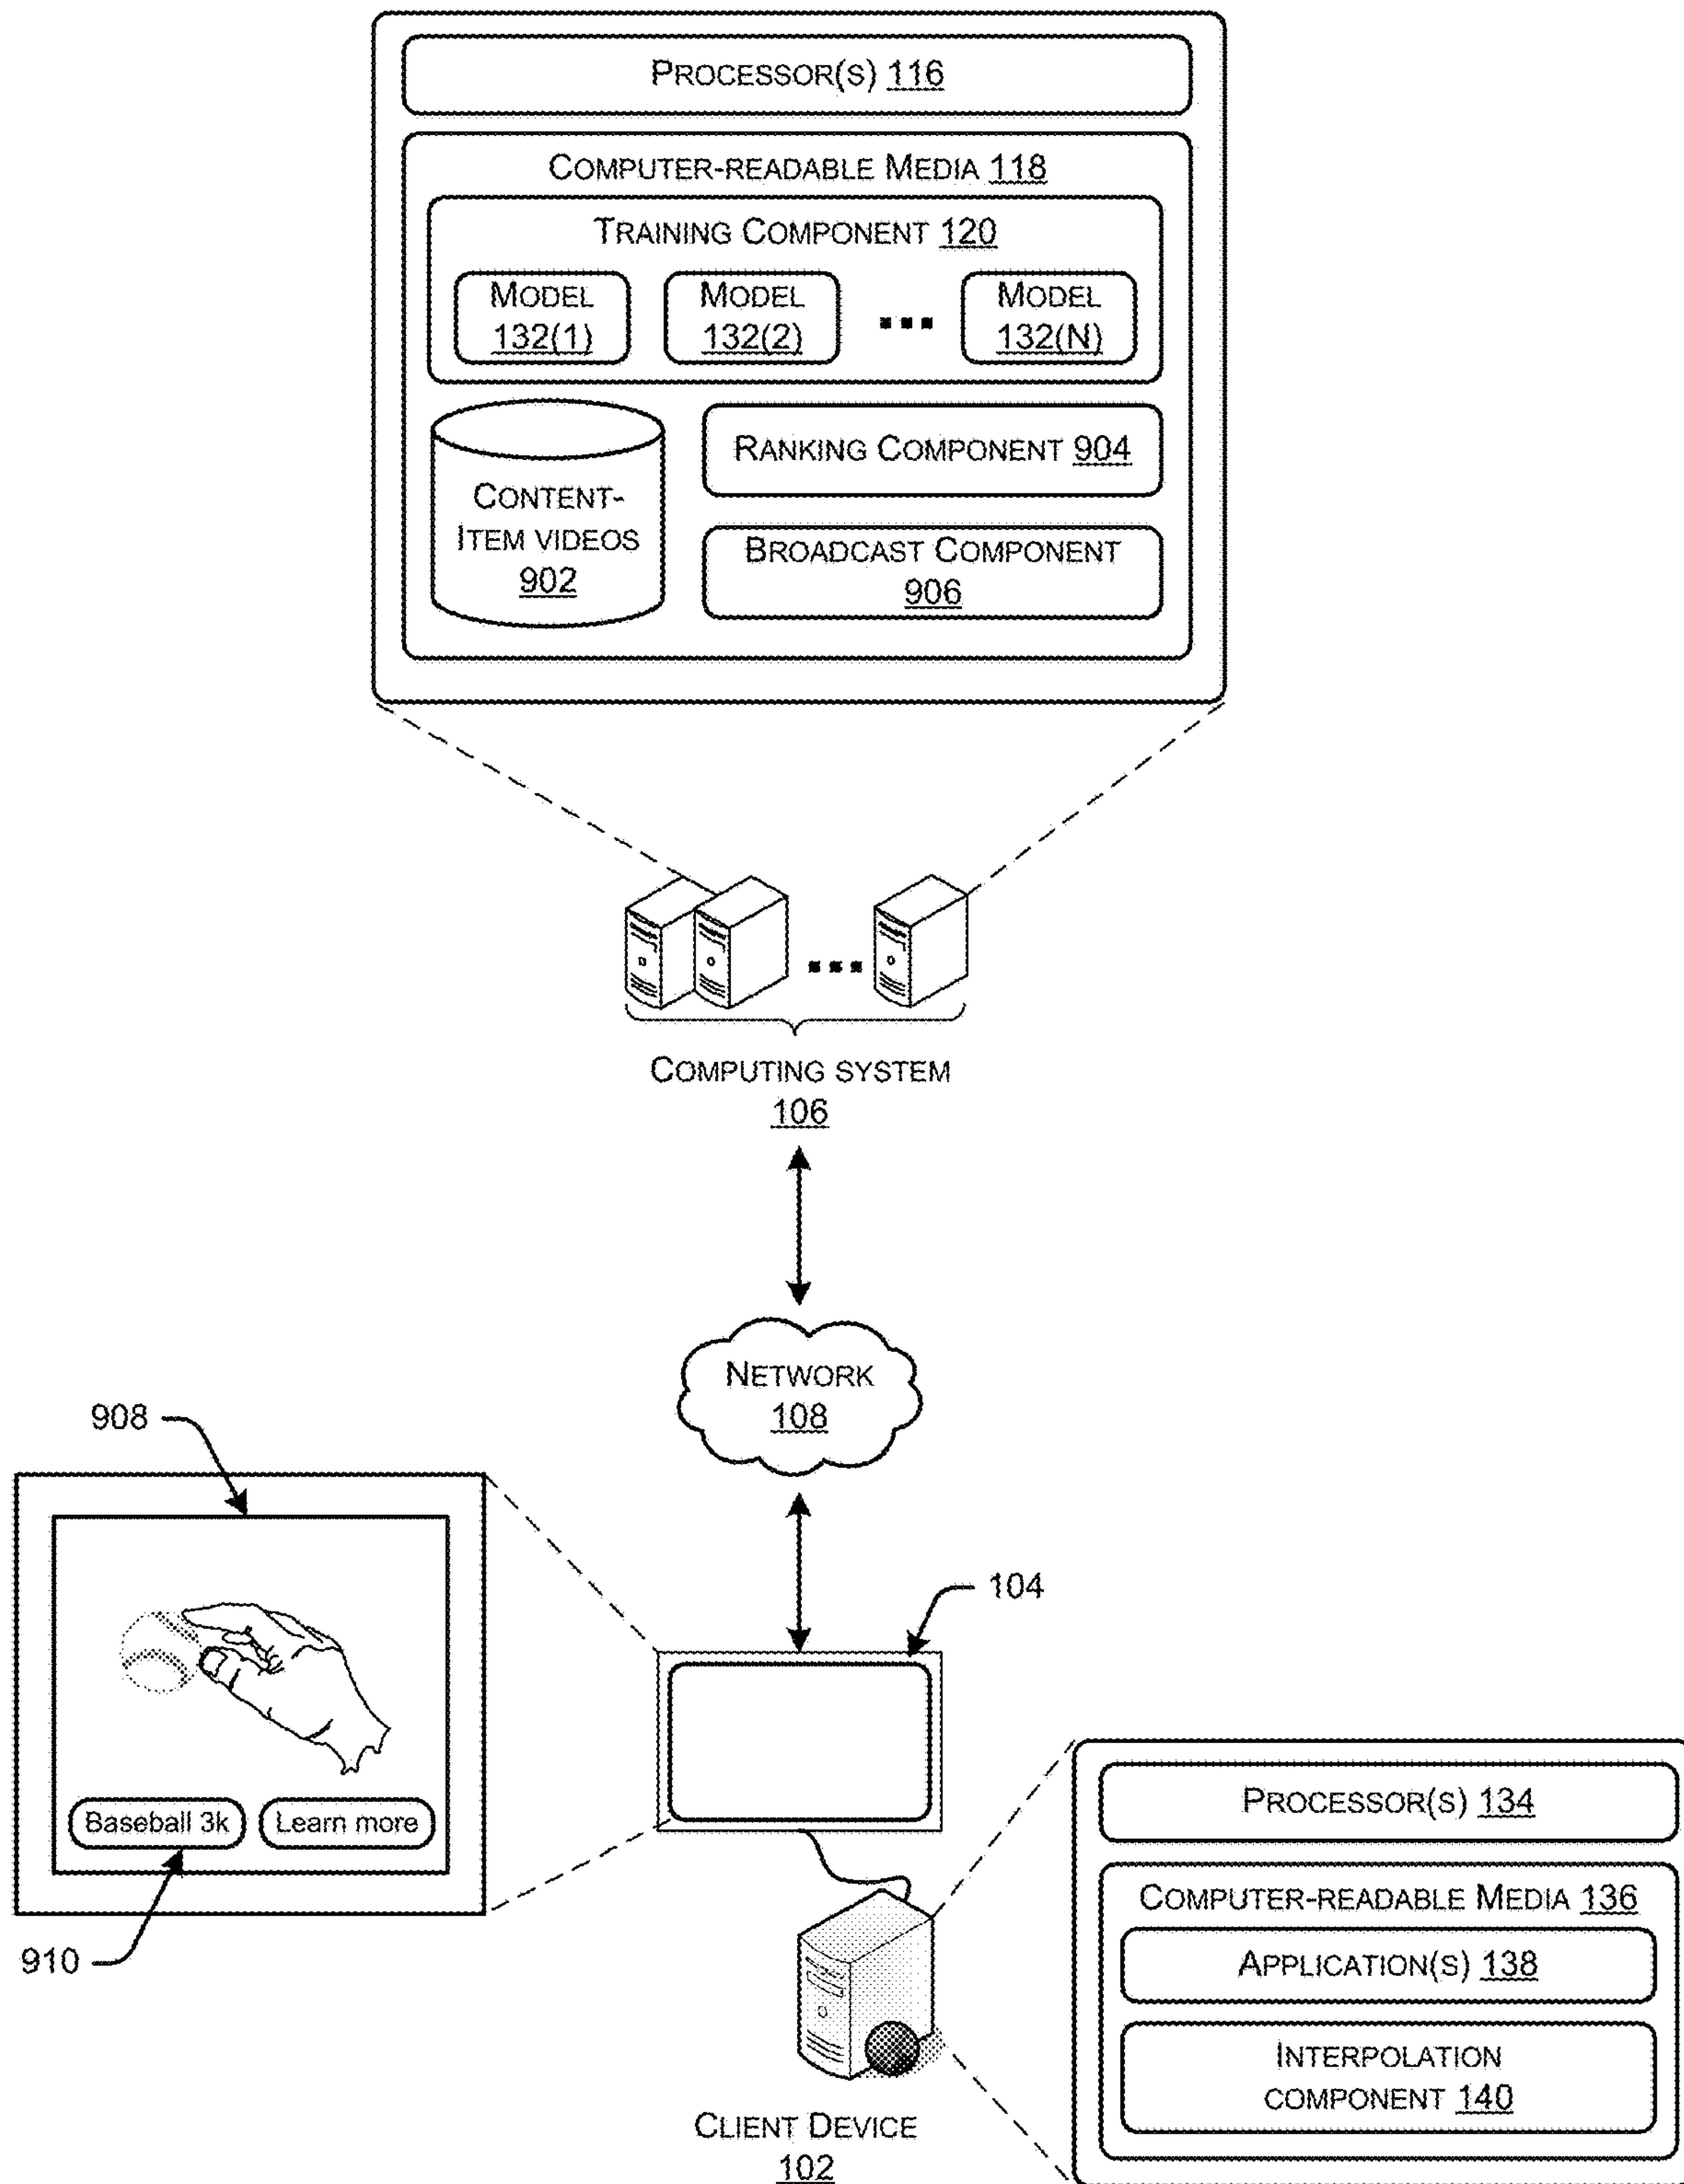 PROCESSOR(S) 116
COMPUTER-READABLE MEDIA 118
TRAINING COMPONENT 120
MODEL
132(1)
MODEL
132(2)
MODEL
132(N)
CONTENT-
ITEM VIDEOS
902
RANKING COMPONENT 904
BROADCAST COMPONENT
906
COMPUTING SYSTEM
106
NETWORK
108
908
104
Baseball 3k
Learn more
910
PROCESSOR(S) 134
COMPUTER-READABLE MEDIA 136
APPLICATION(S) 138
INTERPOLATION
COMPONENT 140
CLIENT DEVICE
102